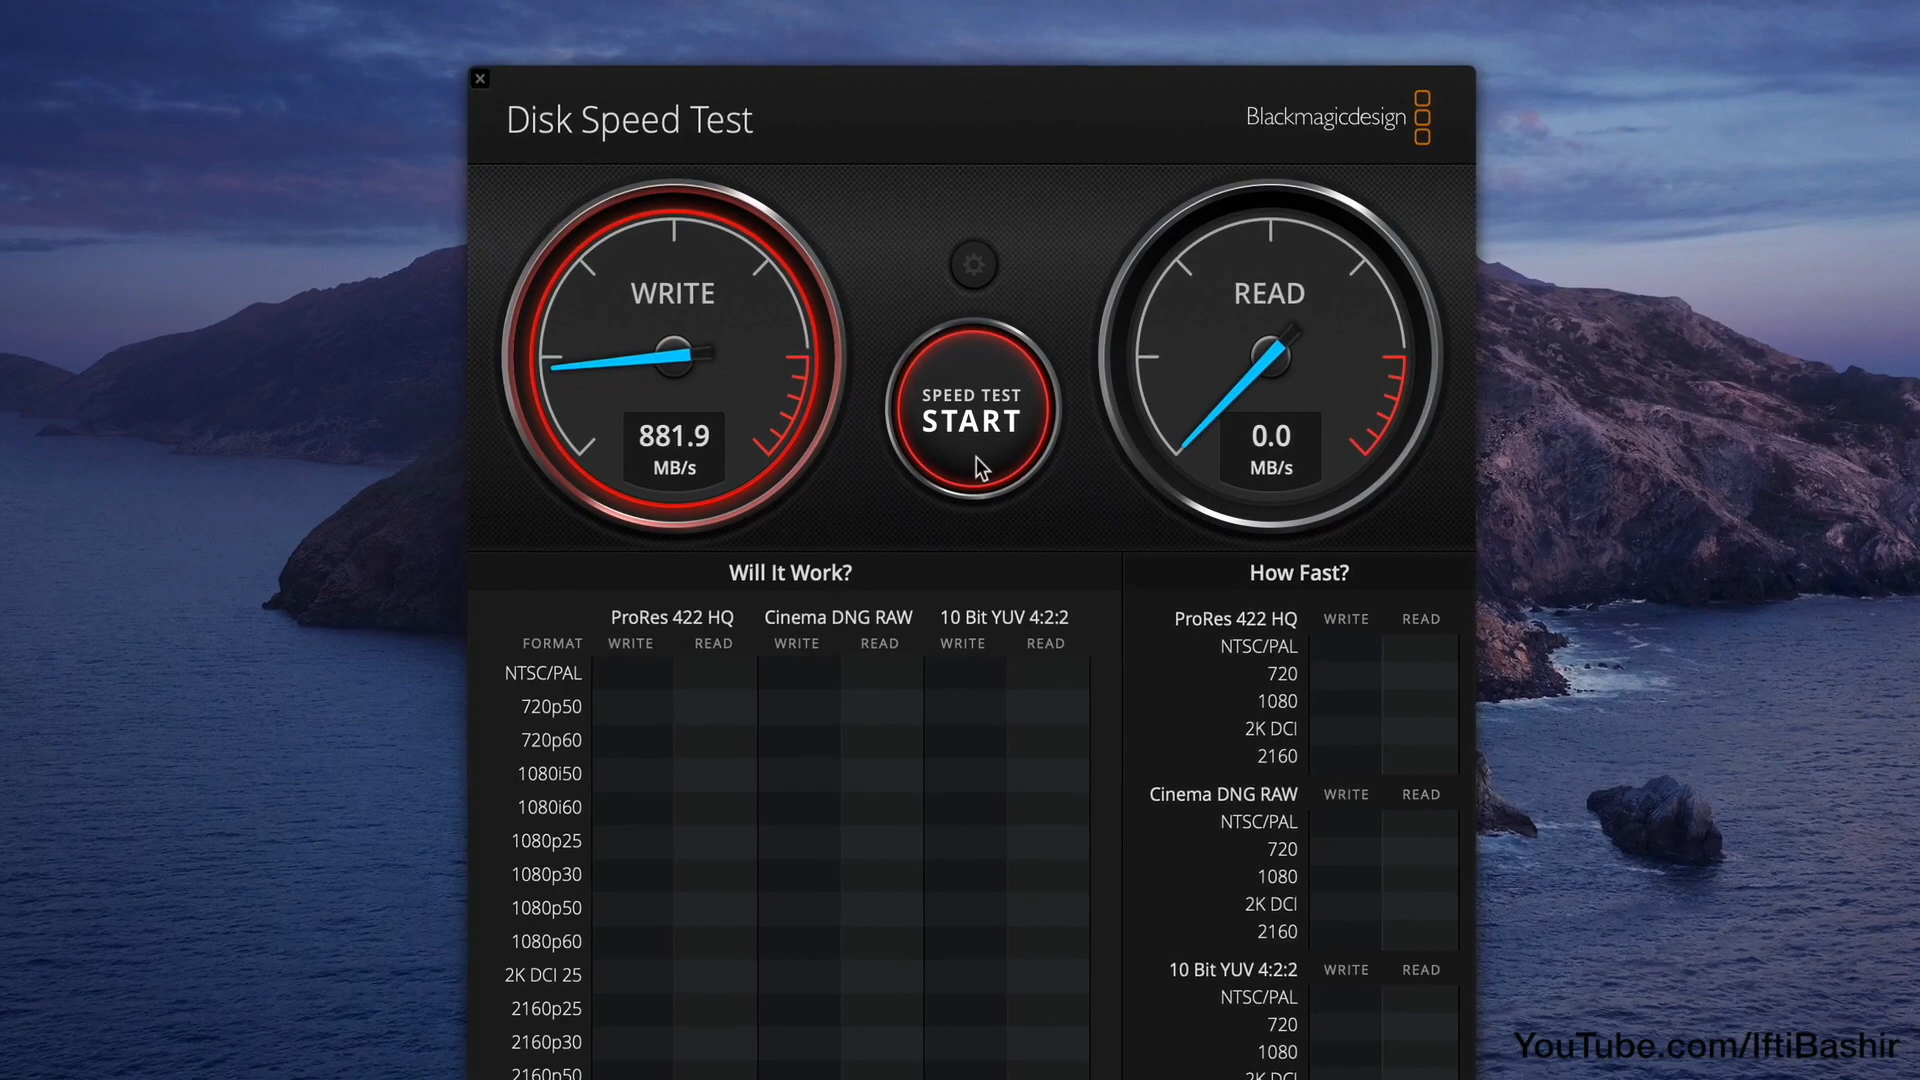 Disk Speed Test
Blackmagicdesign
WRITE
881.9
MB/s
SPEED TEST
START
READ
0.0
MB/s
Will It Work?
ProRes 422 HQ Cinema DNG RAW 10 Bit YUV 4:2:2
FORMAT WRITE READ WRITE READ WRITE READ
NTSC/PAL
720p50
720p60
1080i50
1080i60
1080p25
1080p30
1080p50
1080p60
2K DCI 25
2160p25
2160p30
2160p50
How Fast?
ProRes 422 HQ WRITE READ
NTSC/PAL
720
1080
2K DCI
2160
Cinema DNG RAW WRITE READ
NTSC/PAL
720
1080
2K DCI
2160
10 Bit YUV 4:2:2 WRITE READ
NTSC/PAL
720
1080
2K DCI
YouTube.com/IftiBashir